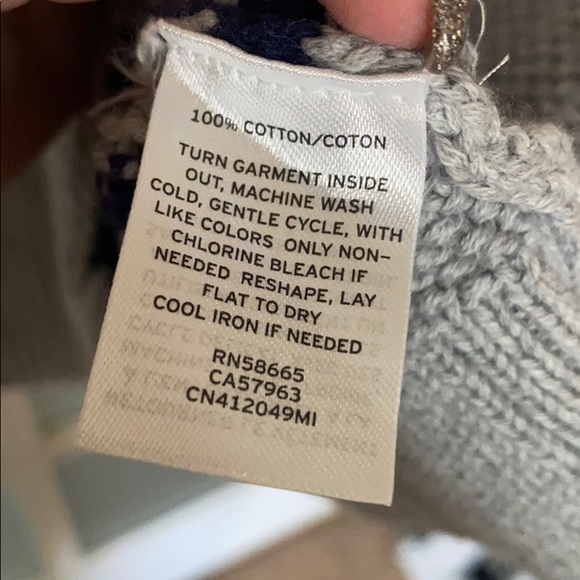 100% COTTON/COTON
TURN GARMENT INSIDE
OUT, MACHINE WASH
COLD, GENTLE CYCLE, WITH
LIKE COLORS ONLY NON-
CHLORINE BLEACH IF
NEEDED RESHAPE, LAY
FLAT TO DRY
COOL IRON IF NEEDED
RN58665
CA57963
CN412049MI